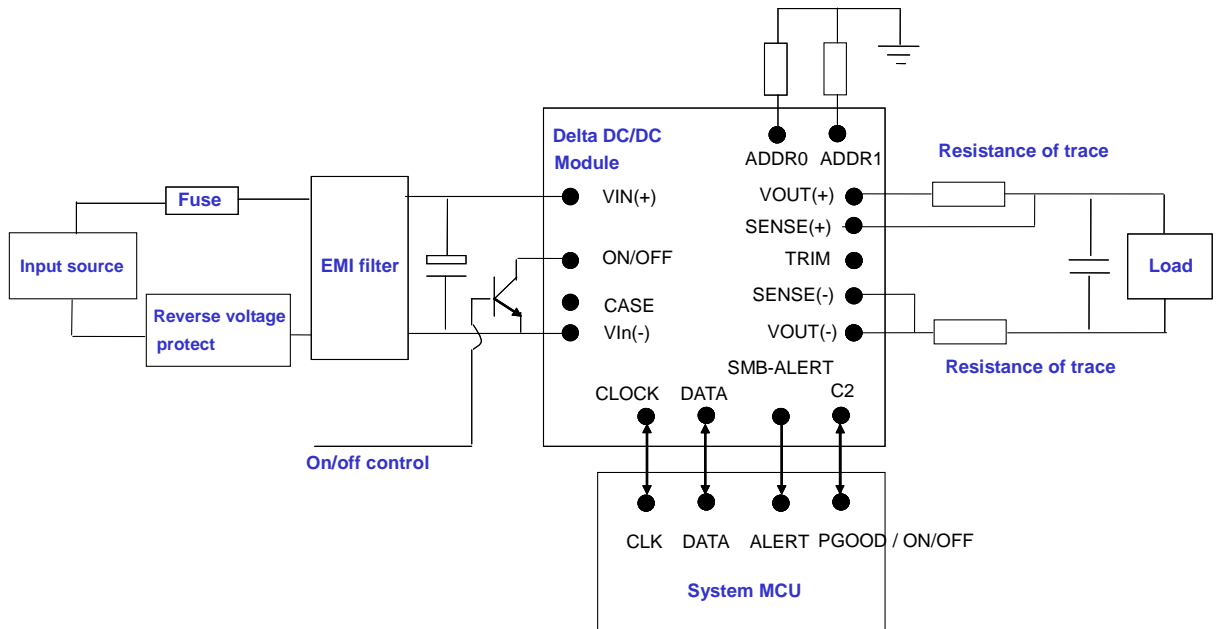 Delta DC/DC
Module
ADDR0 ADDR1
Resistance of trace
Fuse
VIN(+)
VOUT(+)
SENSE(+)
Input source
EMI filter
ON/OFF
TRIM
Load
CASE
SENSE(-)
Reverse voltage
protect
VIn(-)
VOUT(-)
Resistance of trace
SMB-ALERT
CLOCK DATA
C2
On/off control
CLK DATA ALERT PGOOD / ON/OFF
System MCU